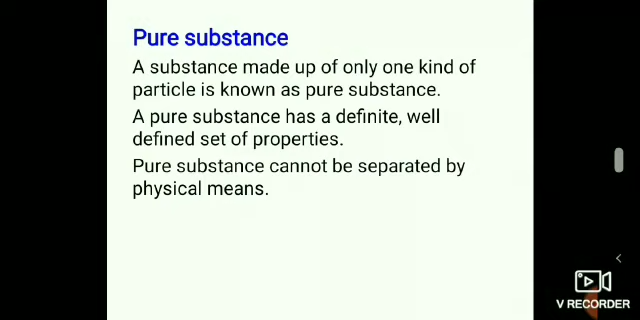 Pure substance
A substance made up of only one kind of
particle is known as pure substance.
A pure substance has a definite, well
defined set of properties.
Pure substance cannot be separated by
physical means.
V RECORDER